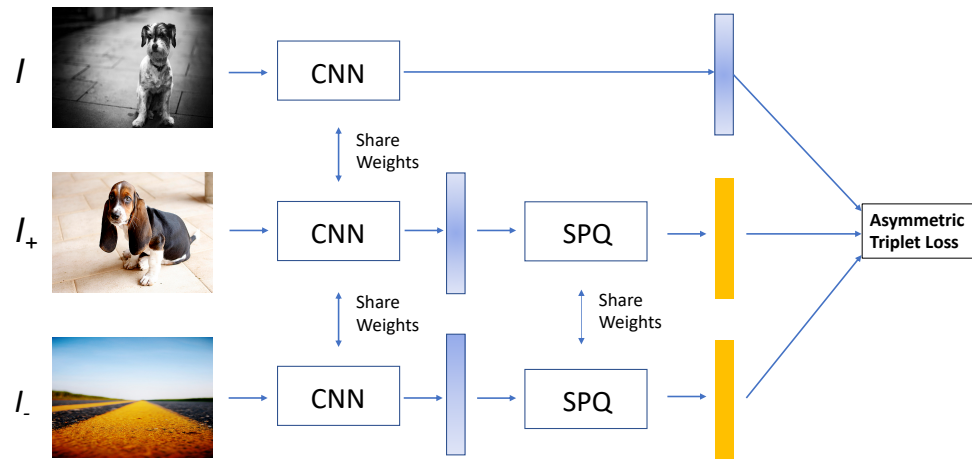 I
CNN
Share
Weights
I+
CNN
SPQ
Asymmetric
Triplet Loss
Share
Weights
Share
Weights
I-
CNN
SPQ